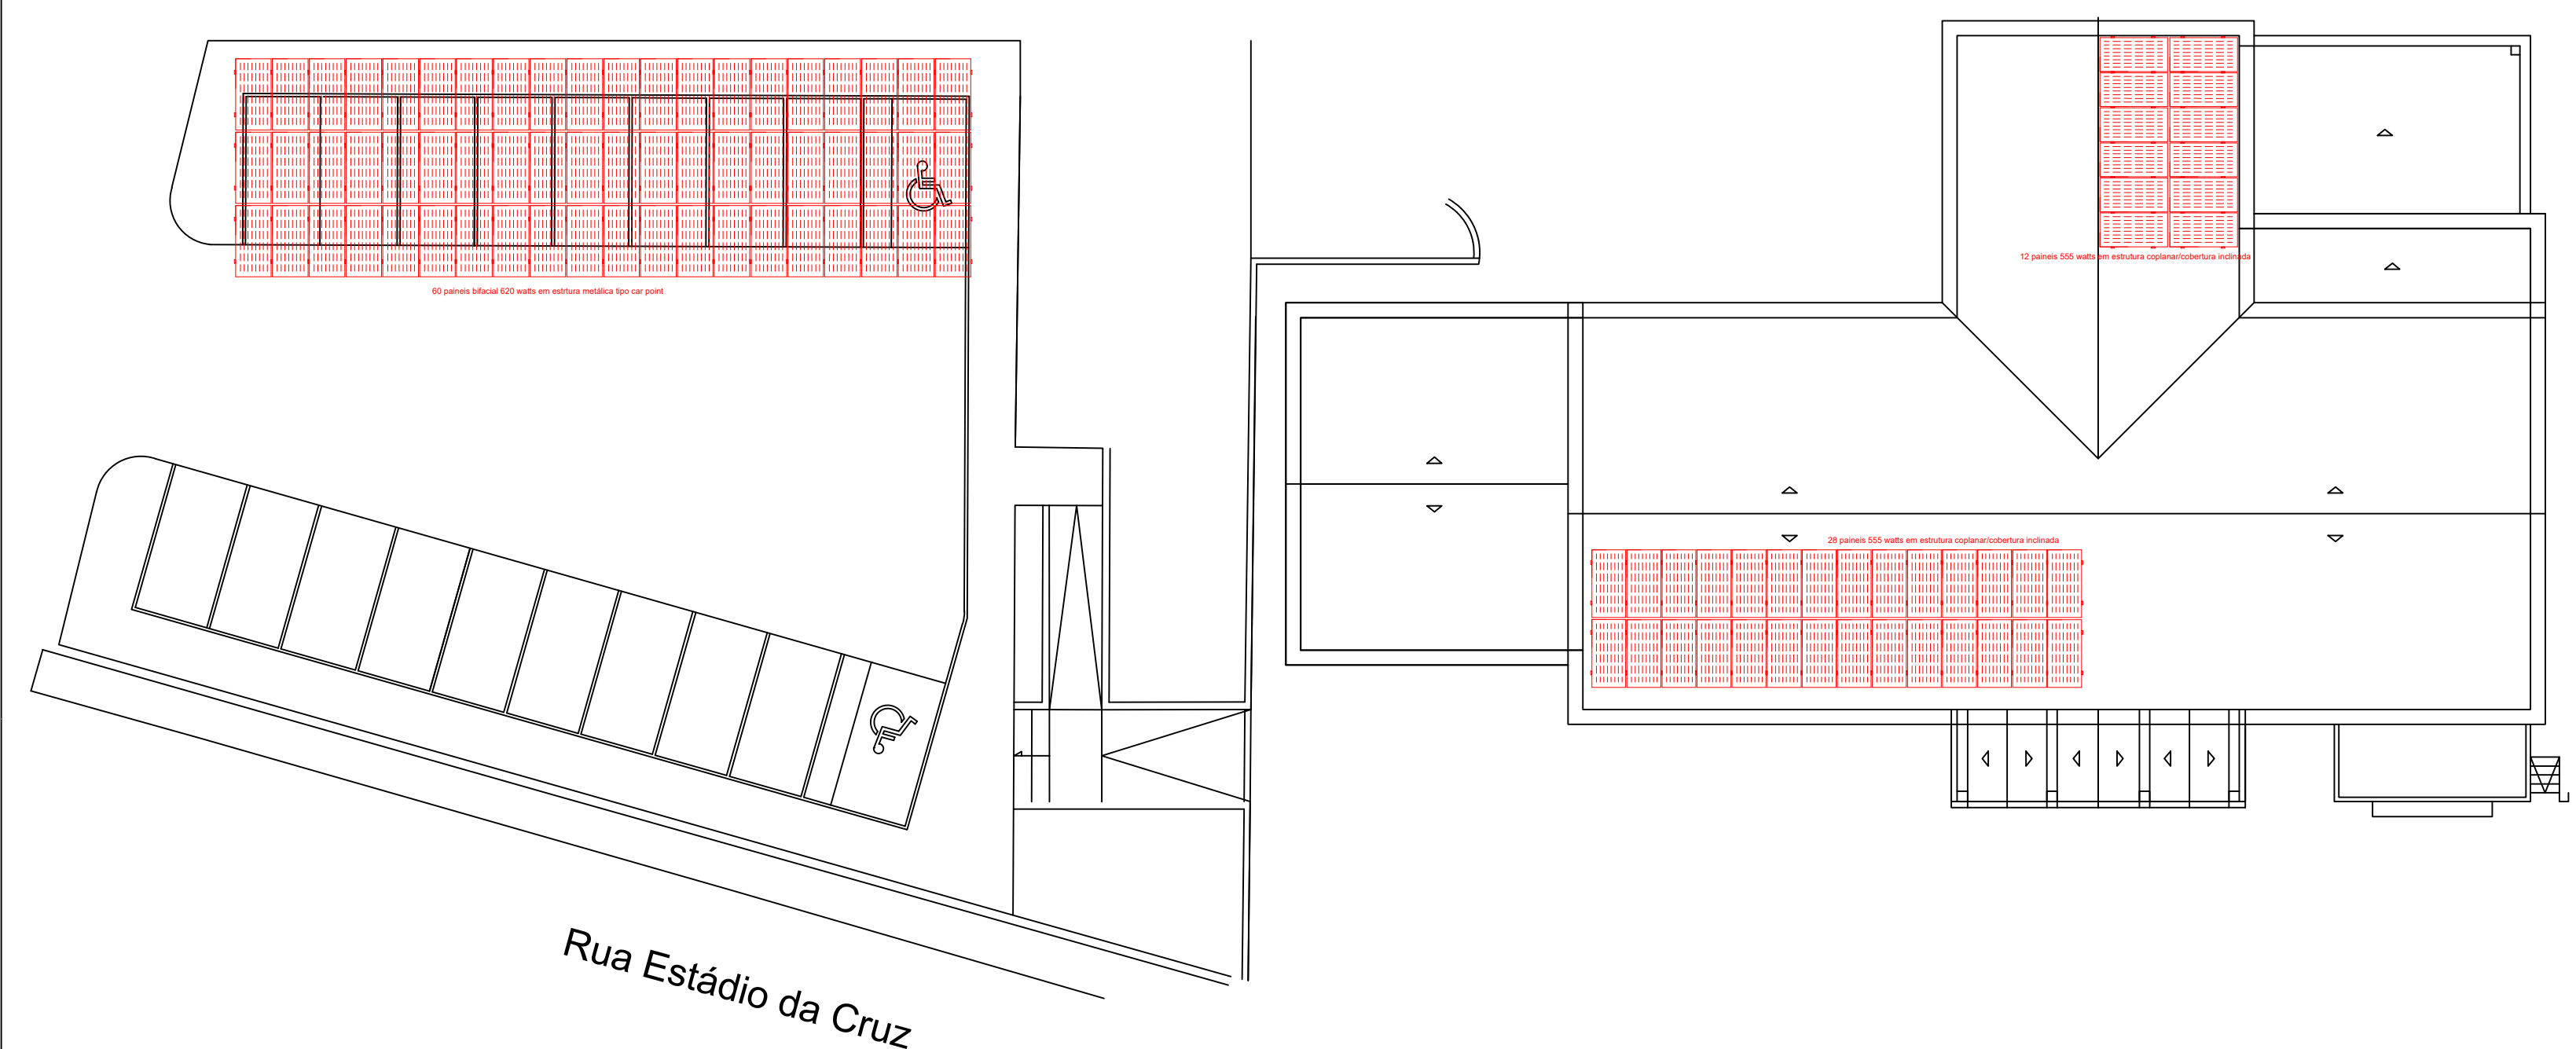 60 paineis bifacial 620 watts em estrtura metálica tipo car point
12 paineis 555 watts em estrutura coplanar/cobertura inclinada
28 paineis 555 watts em estrutura coplanar/cobertura inclinada
Rua Estádio da Cruz